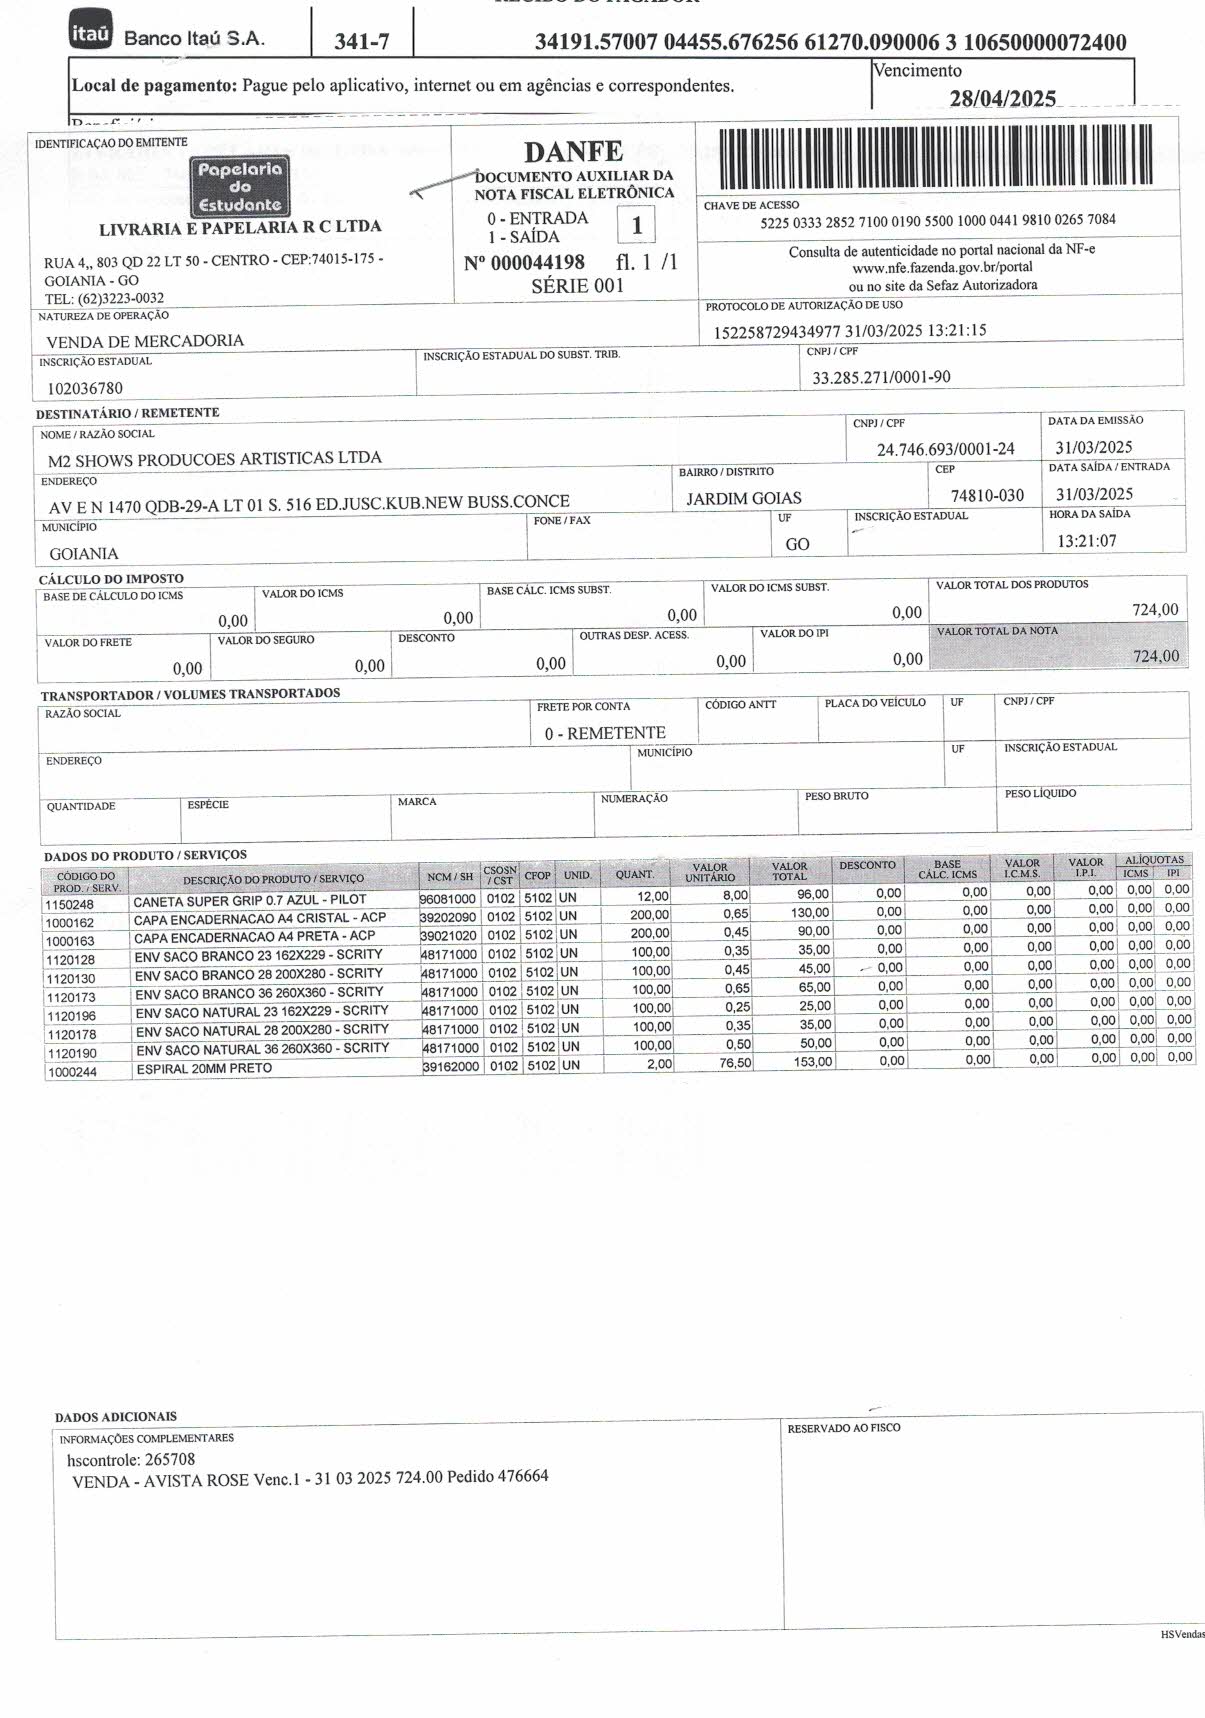 RECIBO DO PAGADOR
itaú Banco Itaú S.A. 341-7 34191.57007 04455.676256 61270.090006 3 10650000072400
Local de pagamento: Pague pelo aplicativo, internet ou em agências e correspondentes.
Vencimento
28/04/2025
IDENTIFICAÇAO DO EMITENTE
Papelaria
do
Estudante
LIVRARIA E PAPELARIA R C LTDA
RUA 4,, 803 QD 22 LT 50 - CENTRO - CEP:74015-175 -
GOIANIA - GO
TEL: (62)3223-0032
DANFE
DOCUMENTO AUXILIAR DA
NOTA FISCAL ELETRÔNICA
0 - ENTRADA
1 - SAÍDA
1
Nº 000044198 fl. 1 /1
SÉRIE 001
CHAVE DE ACESSO
5225 0333 2852 7100 0190 5500 1000 0441 9810 0265 7084
Consulta de autenticidade no portal nacional da NF-e
www.nfe.fazenda.gov.br/portal
ou no site da Sefaz Autorizadora
NATUREZA DE OPERAÇÃO
VENDA DE MERCADORIA
PROTOCOLO DE AUTORIZAÇÃO DE USO
152258729434977 31/03/2025 13:21:15
INSCRIÇÃO ESTADUAL
102036780
INSCRIÇÃO ESTADUAL DO SUBST. TRIB.
CNPJ / CPF
33.285.271/0001-90
DESTINATÁRIO / REMETENTE
NOME / RAZÃO SOCIAL
M2 SHOWS PRODUCOES ARTISTICAS LTDA
CNPJ / CPF
24.746.693/0001-24
DATA DA EMISSÃO
31/03/2025
ENDEREÇO
AV E N 1470 QDB-29-A LT 01 S. 516 ED.JUSC.KUB.NEW BUSS.CONCE
BAIRRO / DISTRITO
JARDIM GOIAS
CEP
74810-030
DATA SAÍDA / ENTRADA
31/03/2025
MUNICÍPIO
GOIANIA
FONE / FAX
UF
GO
INSCRIÇÃO ESTADUAL
HORA DA SAÍDA
13:21:07
CÁLCULO DO IMPOSTO
BASE DE CÁLCULO DO ICMS
0,00
VALOR DO ICMS
0,00
BASE CÁLC. ICMS SUBST.
0,00
VALOR DO ICMS SUBST.
0,00
VALOR TOTAL DOS PRODUTOS
724,00
VALOR DO FRETE
0,00
VALOR DO SEGURO
0,00
DESCONTO
0,00
OUTRAS DESP. ACESS.
0,00
VALOR DO IPI
0,00
VALOR TOTAL DA NOTA
724,00
TRANSPORTADOR / VOLUMES TRANSPORTADOS
RAZÃO SOCIAL
FRETE POR CONTA
0 - REMETENTE
CÓDIGO ANTT
PLACA DO VEÍCULO
UF
CNPJ / CPF
ENDEREÇO
MUNICÍPIO
UF
INSCRIÇÃO ESTADUAL
QUANTIDADE
ESPÉCIE
MARCA
NUMERAÇÃO
PESO BRUTO
PESO LÍQUIDO
DADOS DO PRODUTO / SERVIÇOS
CÓDIGO DO PROD. / SERV. DESCRIÇÃO DO PRODUTO / SERVIÇO NCM / SH CSOSN / CST CFOP UNID. QUANT. VALOR UNITÁRIO VALOR TOTAL DESCONTO BASE CÁLC. ICMS VALOR I.C.M.S. VALOR I.P.I. ALÍQUOTAS ICMS IPI
1150248 CANETA SUPER GRIP 0.7 AZUL - PILOT 96081000 0102 5102 UN 12,00 8,00 96,00 0,00 0,00 0,00 0,00 0,00 0,00
1000162 CAPA ENCADERNACAO A4 CRISTAL - ACP 39202090 0102 5102 UN 200,00 0,65 130,00 0,00 0,00 0,00 0,00 0,00 0,00
1000163 CAPA ENCADERNACAO A4 PRETA - ACP 39021020 0102 5102 UN 200,00 0,45 90,00 0,00 0,00 0,00 0,00 0,00 0,00
1120128 ENV SACO BRANCO 23 162X229 - SCRITY 48171000 0102 5102 UN 100,00 0,35 35,00 0,00 0,00 0,00 0,00 0,00 0,00
1120130 ENV SACO BRANCO 28 200X280 - SCRITY 48171000 0102 5102 UN 100,00 0,45 45,00 0,00 0,00 0,00 0,00 0,00 0,00
1120173 ENV SACO BRANCO 36 260X360 - SCRITY 48171000 0102 5102 UN 100,00 0,65 65,00 0,00 0,00 0,00 0,00 0,00 0,00
1120196 ENV SACO NATURAL 23 162X229 - SCRITY 48171000 0102 5102 UN 100,00 0,25 25,00 0,00 0,00 0,00 0,00 0,00 0,00
1120178 ENV SACO NATURAL 28 200X280 - SCRITY 48171000 0102 5102 UN 100,00 0,35 35,00 0,00 0,00 0,00 0,00 0,00 0,00
1120190 ENV SACO NATURAL 36 260X360 - SCRITY 48171000 0102 5102 UN 100,00 0,50 50,00 0,00 0,00 0,00 0,00 0,00 0,00
1000244 ESPIRAL 20MM PRETO 39162000 0102 5102 UN 2,00 76,50 153,00 0,00 0,00 0,00 0,00 0,00 0,00
DADOS ADICIONAIS
INFORMAÇÕES COMPLEMENTARES
hscontrole: 265708
VENDA - AVISTA ROSE Venc.1 - 31 03 2025 724.00 Pedido 476664
RESERVADO AO FISCO
HSVendas